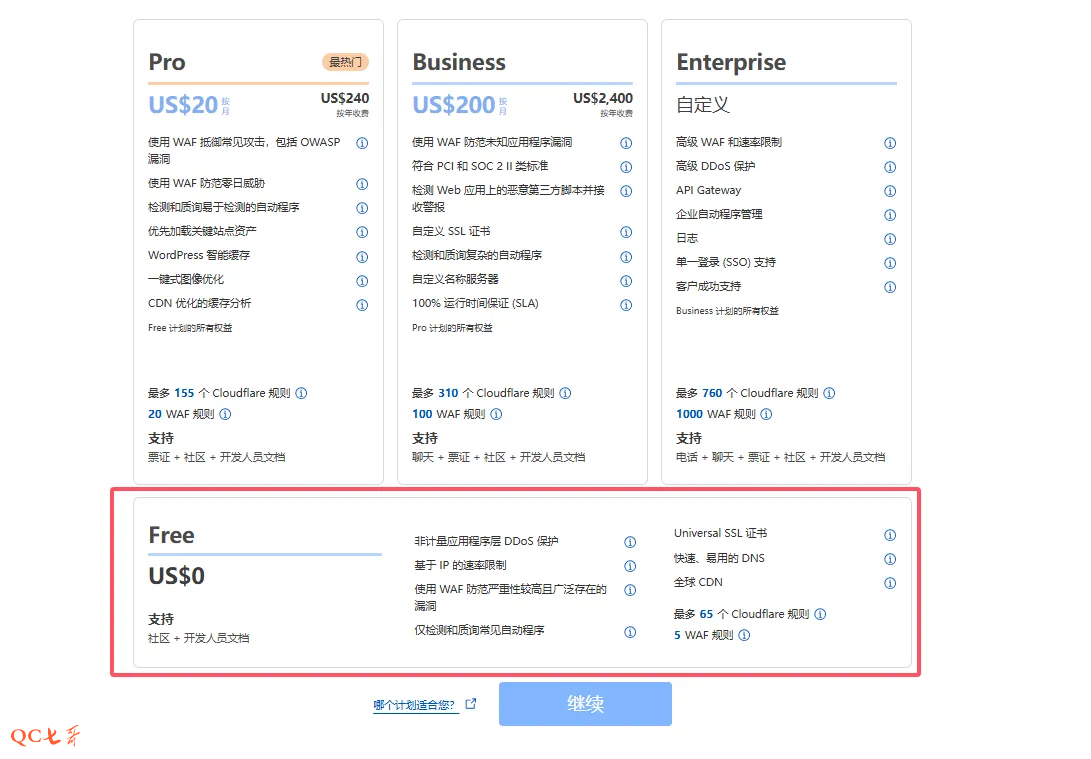 Pro
最热门
US$20 按月
US$240
按年收费
使用 WAF 抵御常见攻击，包括 OWASP
漏洞
使用 WAF 防范零日威胁
检测和质询易于检测的自动程序
优先加载关键站点资产
WordPress 智能缓存
一键式图像优化
CDN 优化的缓存分析
Free 计划的所有权益
最多 155 个 Cloudflare 规则
20 WAF 规则
支持
票证 + 社区 + 开发人员文档
Business
US$200 按月
US$2,400
按年收费
使用 WAF 防范未知应用程序漏洞
符合 PCI 和 SOC 2 II 类标准
检测 Web 应用上的恶意第三方脚本并接
收警报
自定义 SSL 证书
检测和质询复杂的自动程序
自定义名称服务器
100% 运行时间保证 (SLA)
Pro 计划的所有权益
最多 310 个 Cloudflare 规则
100 WAF 规则
支持
聊天 + 票证 + 社区 + 开发人员文档
Enterprise
自定义
高级 WAF 和速率限制
高级 DDoS 保护
API Gateway
企业自动程序管理
日志
单一登录 (SSO) 支持
客户成功支持
Business 计划的所有权益
最多 760 个 Cloudflare 规则
1000 WAF 规则
支持
电话 + 聊天 + 票证 + 社区 + 开发人员文档
Free
US$0
支持
社区 + 开发人员文档
非计量应用程序层 DDoS 保护
基于 IP 的速率限制
使用 WAF 防范严重性较高且广泛存在的
漏洞
仅检测和质询常见自动程序
Universal SSL 证书
快速、易用的 DNS
全球 CDN
最多 65 个 Cloudflare 规则
5 WAF 规则
哪个计划适合您?
继续
QC七哥